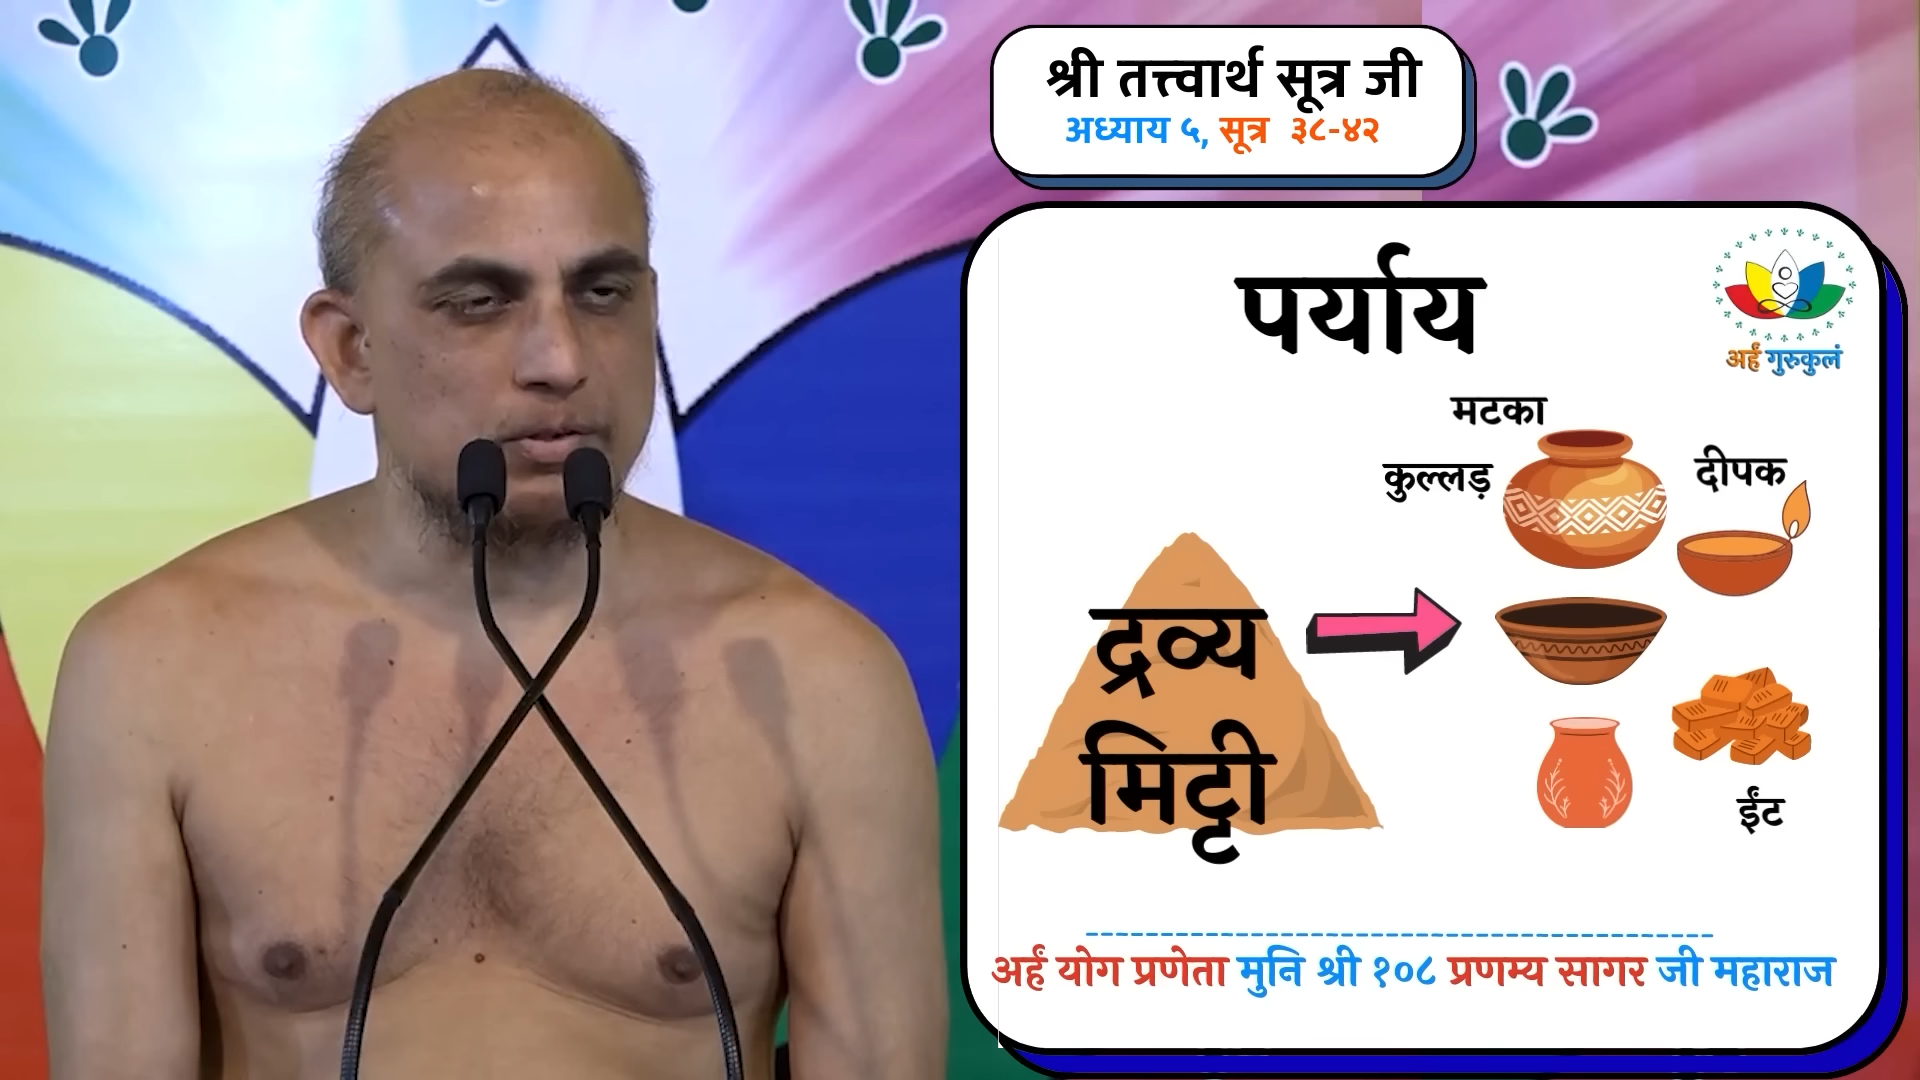 श्री तत्त्वार्थ सूत्र जी
अध्याय ५, सूत्र ३८-४२
पर्याय
अर्हं गुरुकुलं
मटका
कुल्लड़
दीपक
द्रव्य
मिट्टी
ईंट
अर्हं योग प्रणेता मुनि श्री १०८ प्रणम्य सागर जी महाराज